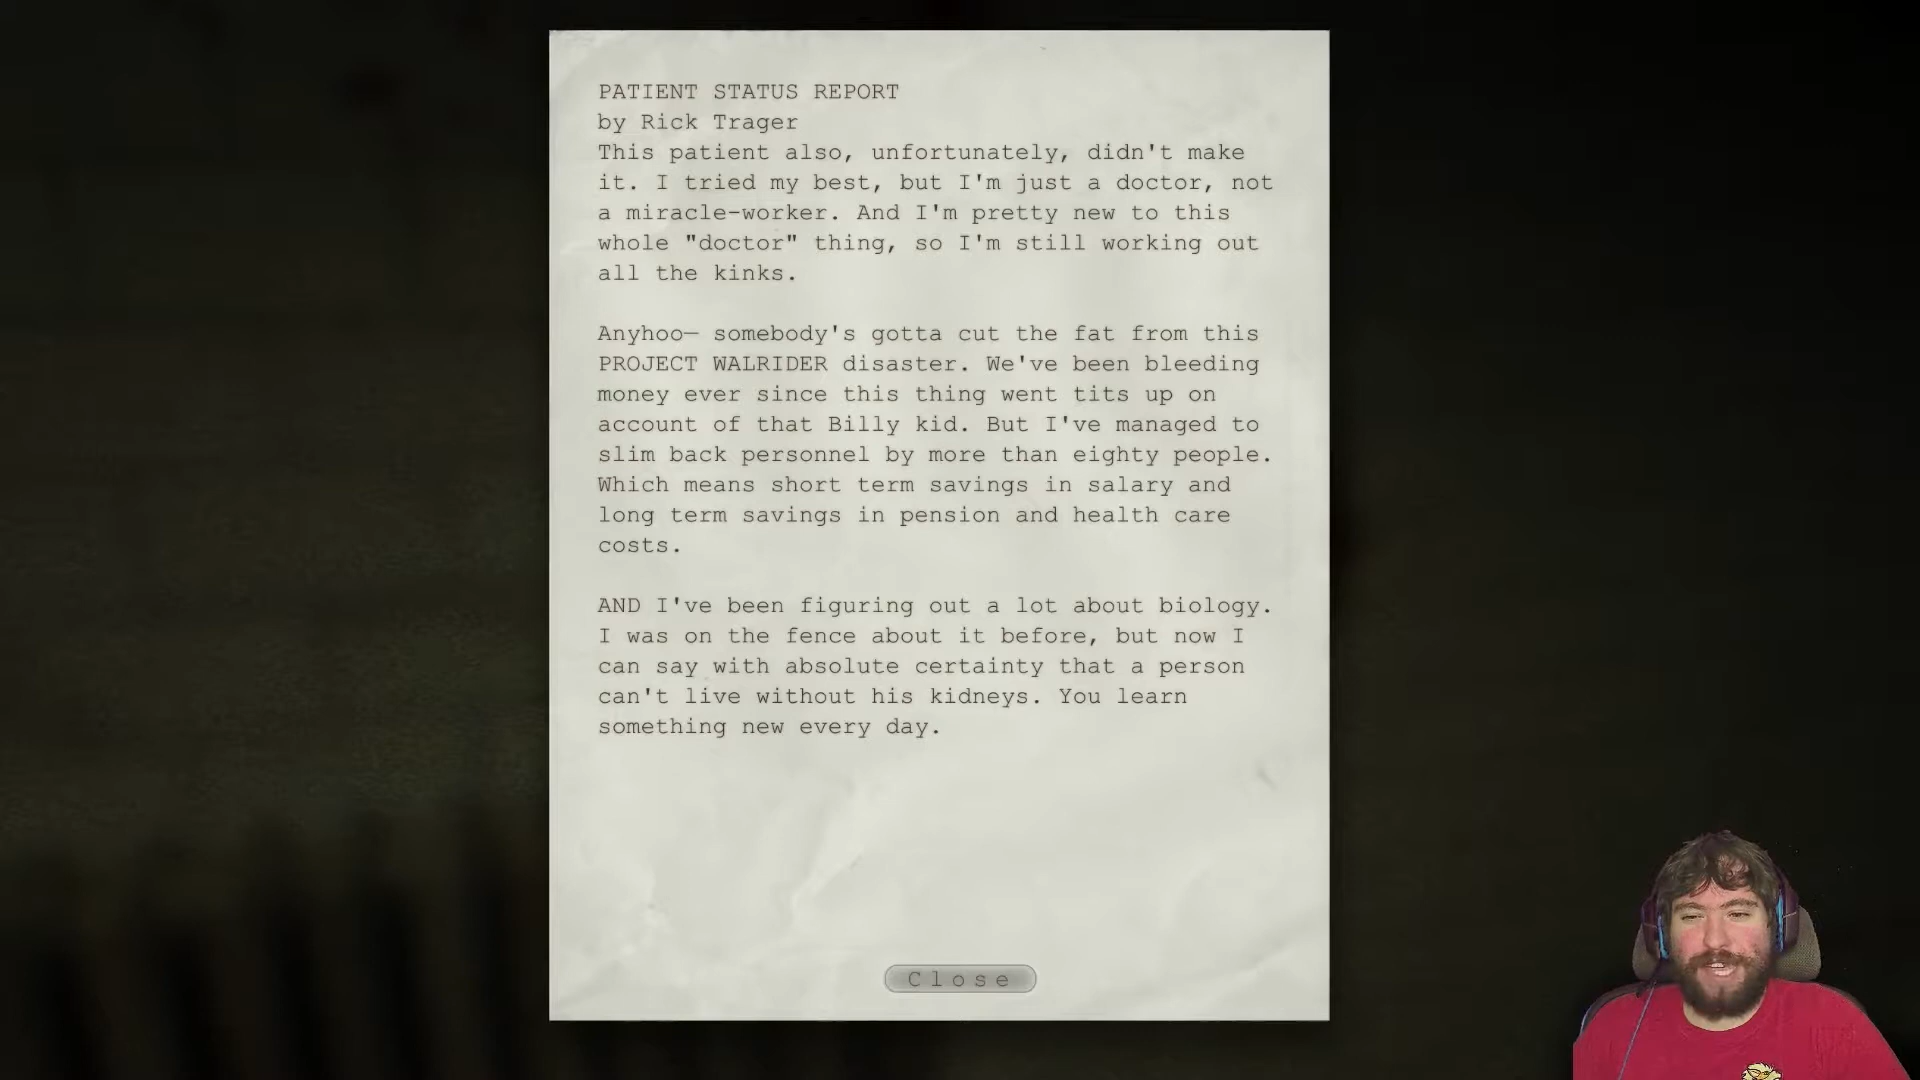 PATIENT STATUS REPORT
by Rick Trager
This patient also, unfortunately, didn't make
it. I tried my best, but I'm just a doctor, not
a miracle-worker. And I'm pretty new to this
whole "doctor" thing, so I'm still working out
all the kinks.
Anyhoo— somebody's gotta cut the fat from this
PROJECT WALRIDER disaster. We've been bleeding
money ever since this thing went tits up on
account of that Billy kid. But I've managed to
slim back personnel by more than eighty people.
Which means short term savings in salary and
long term savings in pension and health care
costs.
AND I've been figuring out a lot about biology.
I was on the fence about it before, but now I
can say with absolute certainty that a person
can't live without his kidneys. You learn
something new every day.
Close